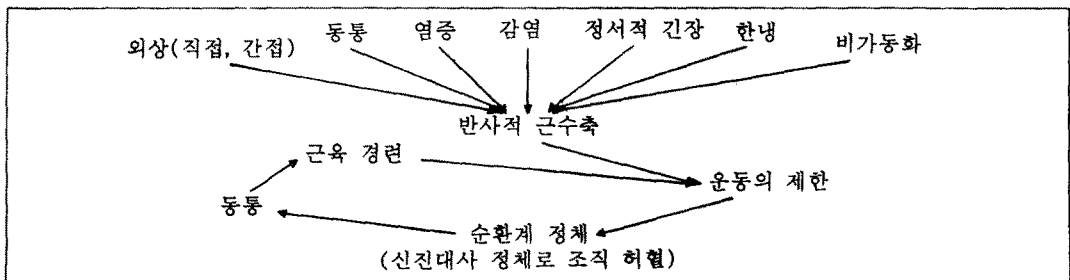 외상(직접, 간접) 동통 염증 감염 정서적 긴장 한냉 비가동화
반사적 근수축
근육 경련
운동의 제한
동통
순환계 정체
(신진대사 정체로 조직 허혈)